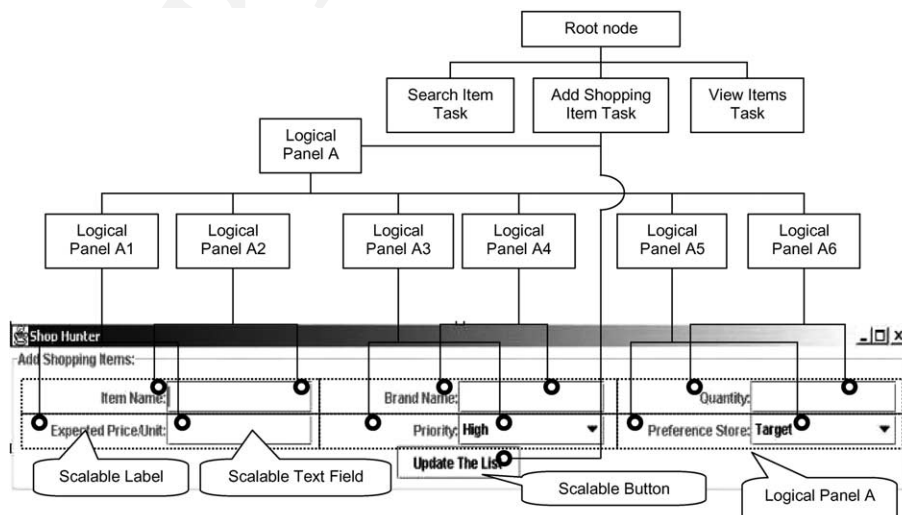 Root node
Search Item
Task
Add Shopping
Item Task
View Items
Task
Logical
Panel A
Logical
Panel A1
Logical
Panel A2
Logical
Panel A3
Logical
Panel A4
Logical
Panel A5
Logical
Panel A6
Shop Hunter
Add Shopping Items:
Item Name:
Brand Name:
Quantity:
Expected Price/Unit:
Priority: High
Preference Store: Target
Update The List
Scalable Label
Scalable Text Field
Scalable Button
Logical Panel A